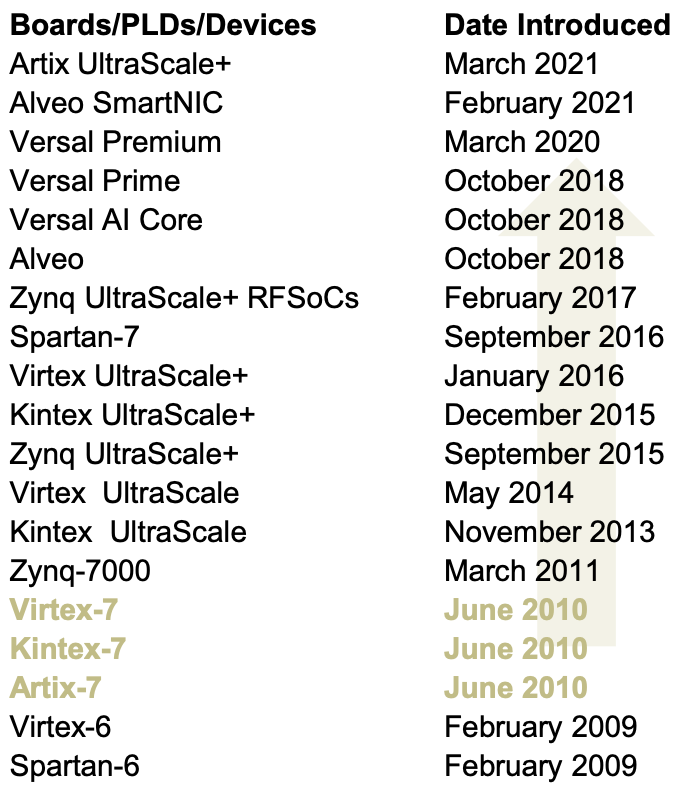 Boards/PLDs/Devices Date Introduced
Artix UltraScale+ March 2021
Alveo SmartNIC February 2021
Versal Premium March 2020
Versal Prime October 2018
Versal AI Core October 2018
Alveo October 2018
Zynq UltraScale+ RFSoCs February 2017
Spartan-7 September 2016
Virtex UltraScale+ January 2016
Kintex UltraScale+ December 2015
Zynq UltraScale+ September 2015
Virtex  UltraScale May 2014
Kintex  UltraScale November 2013
Zynq-7000 March 2011
Virtex-7 June 2010
Kintex-7 June 2010
Artix-7 June 2010
Virtex-6 February 2009
Spartan-6 February 2009